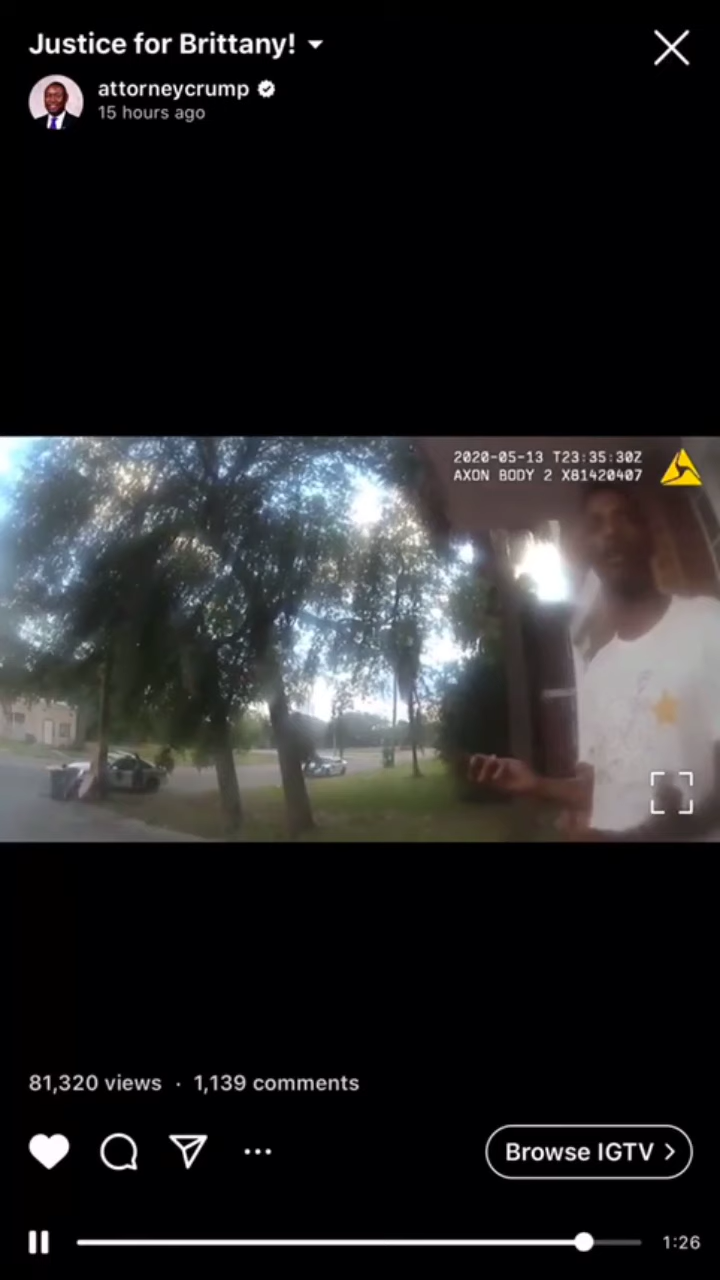 Justice for Brittany!
attorneycrump
15 hours ago
2020-05-13 T23:35:30Z
AXON BODY 2 X81420407
81,320 views · 1,139 comments
Browse IGTV
1:26